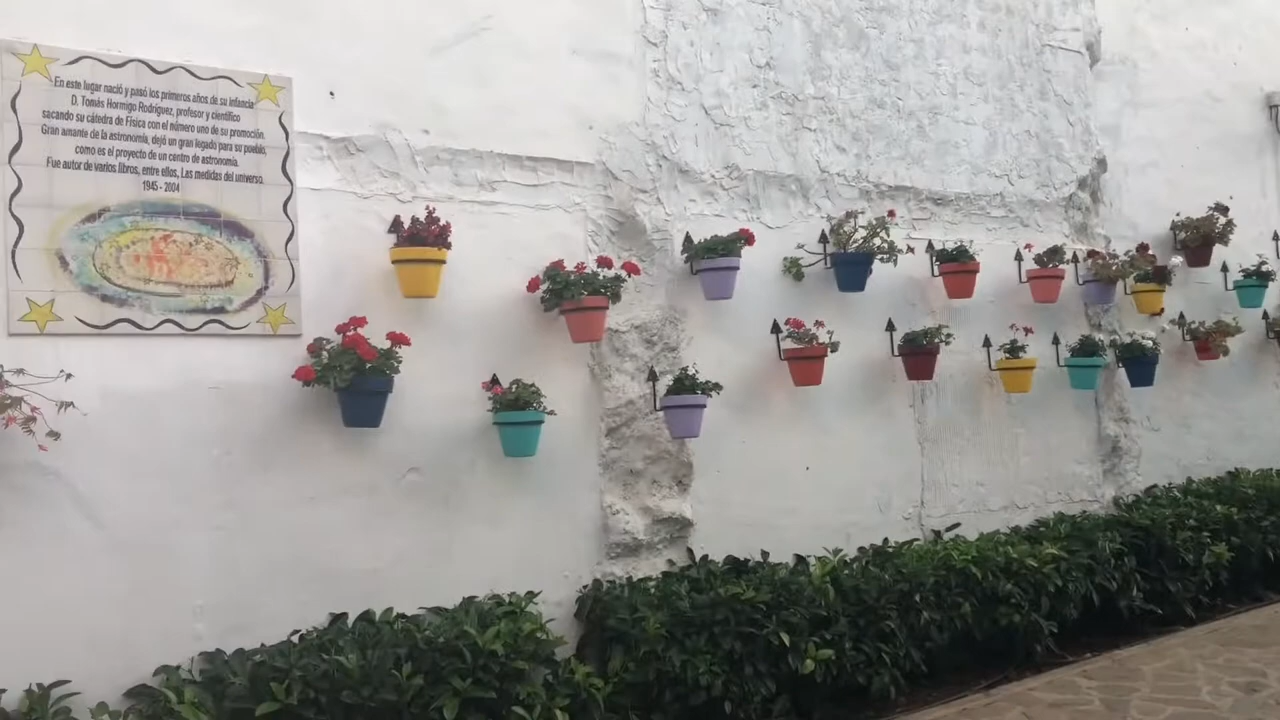 En este lugar nació y pasó los primeros años de su infancia
D. Tomás Hormigo Rodríguez, profesor y científico
sacando su cátedra de Física con el número uno de su promoción.
Gran amante de la astronomía, dejó un gran legado para su pueblo,
como es el proyecto de un centro de astronomía.
Fue autor de varios libros, entre ellos, Las medidas del universo.
1945 - 2004